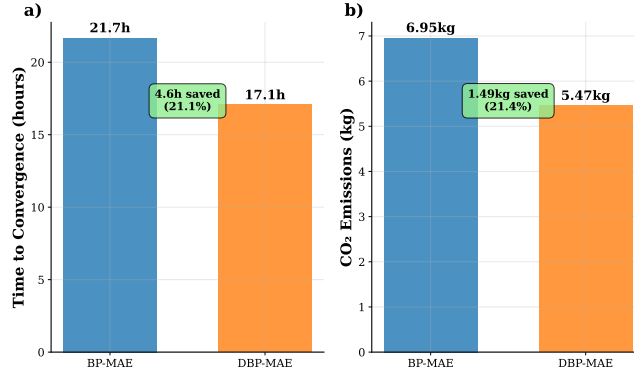 a)
21.7h
4.6h saved
(21.1%)
17.1h
Time to Convergence (hours)
20
15
10
5
0
BP-MAE
DBP-MAE
b)
6.95kg
1.49kg saved
(21.4%)
5.47kg
CO₂ Emissions (kg)
7
6
5
4
3
2
1
0
BP-MAE
DBP-MAE